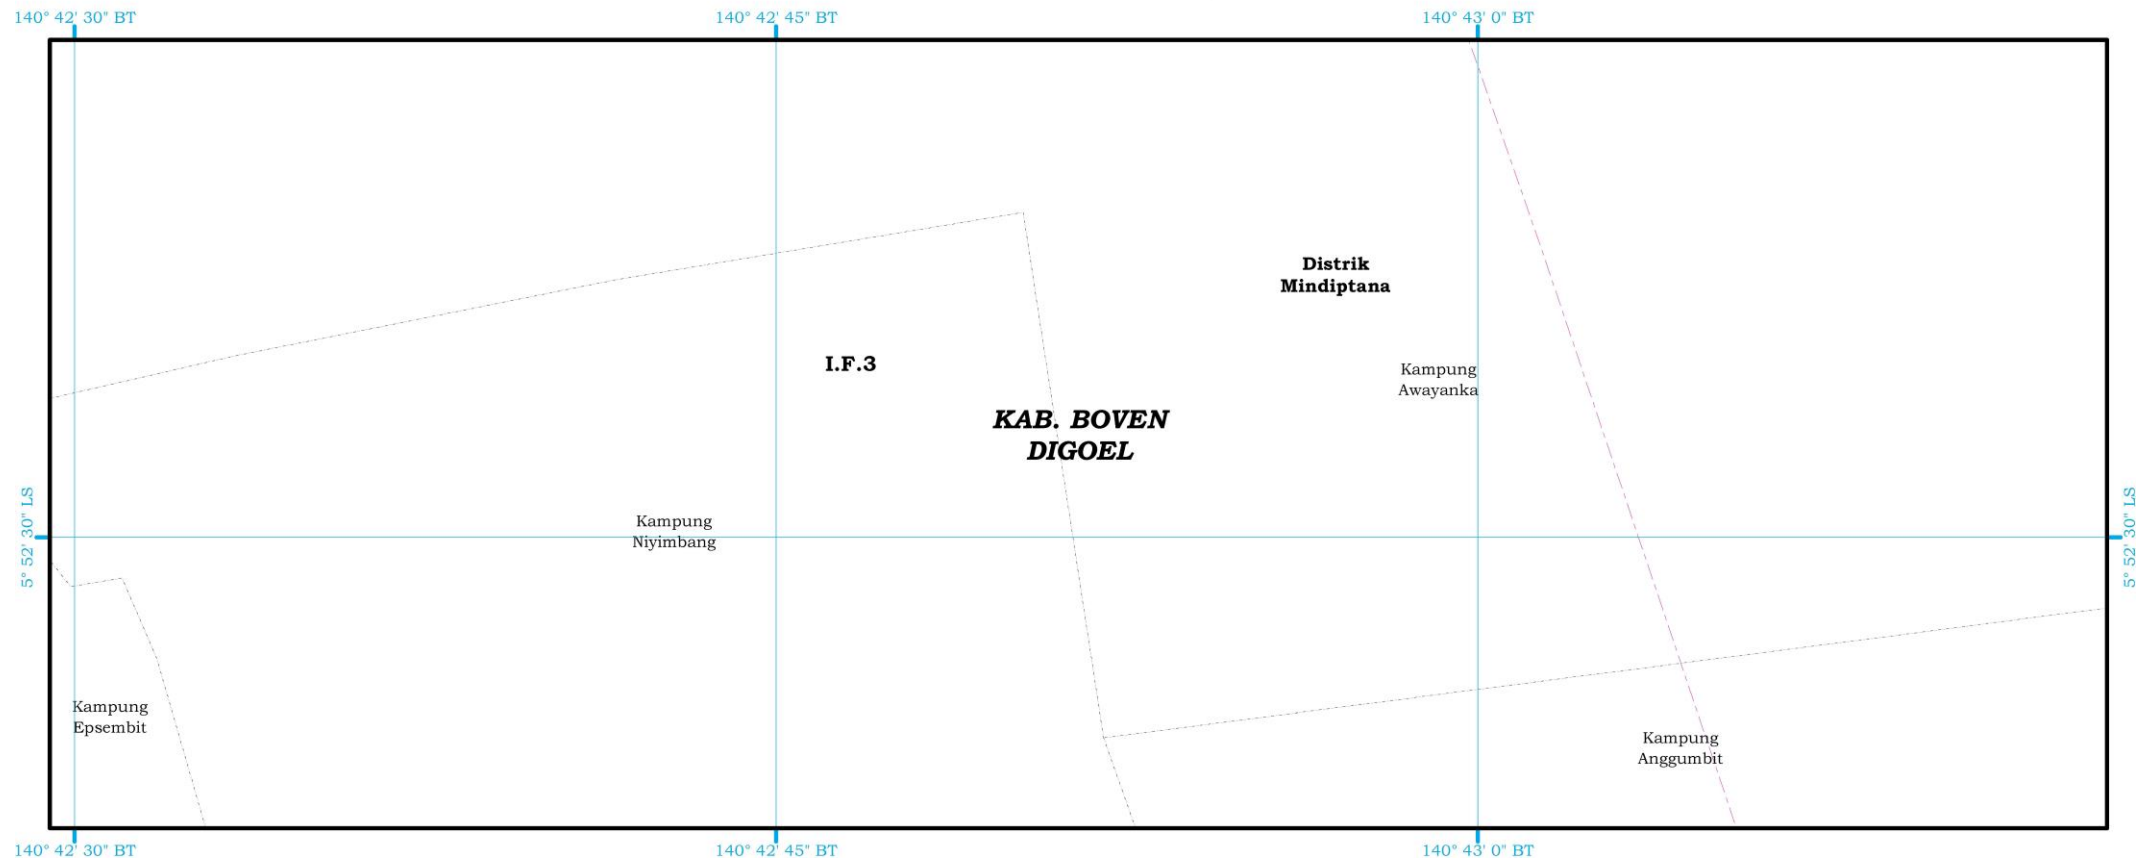 140° 42' 30" BT
140° 42' 45" BT
140° 43' 0" BT
Distrik
Mindiptana
I.F.3
Kampung
Awayanka
KAB. BOVEN
DIGOEL
5° 52' 30" LS
5° 52' 30" LS
Kampung
Niyimbang
Kampung
Epsembit
Kampung
Anggumbit
140° 42' 30" BT
140° 42' 45" BT
140° 43' 0" BT